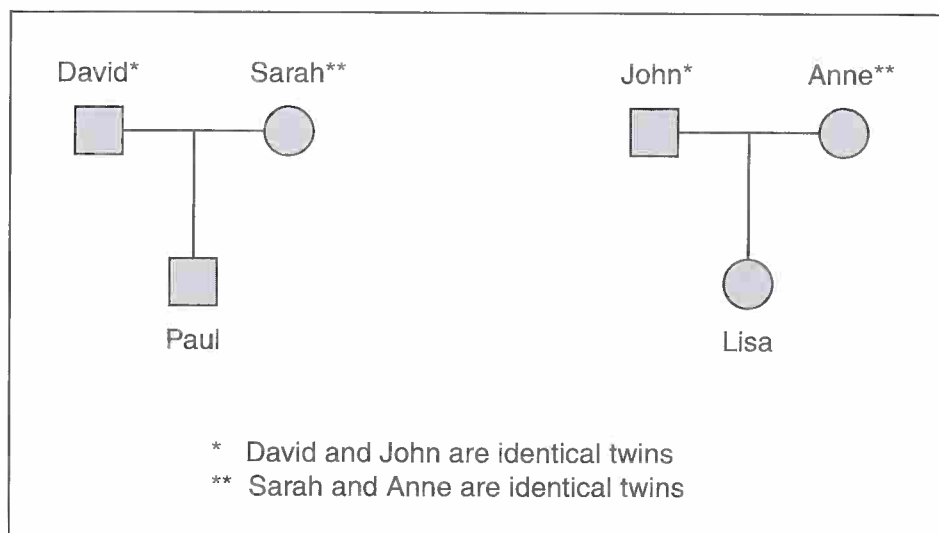 David* Sarah** John* Anne**
Paul Lisa
* David and John are identical twins
** Sarah and Anne are identical twins